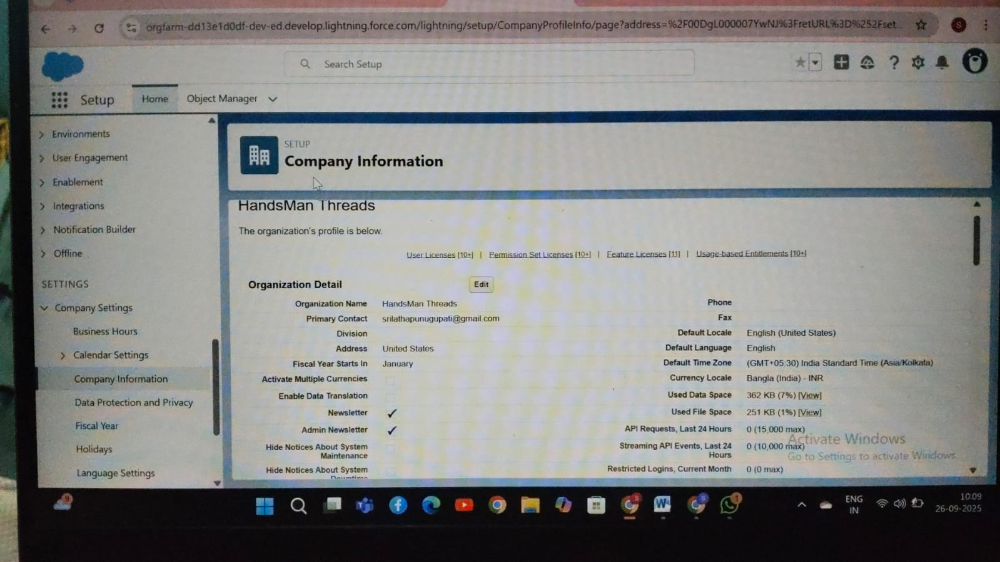 orgfarm-dd13e1d0df-dev-ed.develop.lightning.force.com/lightning/setup/CompanyProfileInfo/page?address=%2F00DgL000007YwNJ%3FretURL%3D%252Fset...
S
Search Setup
Setup
Home
Object Manager
Environments
User Engagement
Enablement
Integrations
Notification Builder
Offline
SETTINGS
Company Settings
Business Hours
Calendar Settings
Company Information
Data Protection and Privacy
Fiscal Year
Holidays
Language Settings
SETUP
Company Information
HandsMan Threads
The organization's profile is below.
User Licenses [10+] | Permission Set Licenses [10+] | Feature Licenses [11] | Usage-based Entitlements [10+]
Organization Detail
Edit
Organization Name HandsMan Threads
Primary Contact srilathapunugupati@gmail.com
Division
Address United States
Fiscal Year Starts In January
Activate Multiple Currencies
Enable Data Translation
Newsletter ✓
Admin Newsletter ✓
Hide Notices About System
Maintenance
Hide Notices About System
Downtime
Phone
Fax
Default Locale English (United States)
Default Language English
Default Time Zone (GMT+05:30) India Standard Time (Asia/Kolkata)
Currency Locale Bangla (India) - INR
Used Data Space 362 KB (7%) [View]
Used File Space 251 KB (1%) [View]
API Requests, Last 24 Hours 0 (15,000 max)
Streaming API Events, Last 24
Hours 0 (10,000 max)
Restricted Logins, Current Month 0 (0 max)
Activate Windows
Go to Settings to activate Windows.
9
S
W
S
1
ENG
IN
10:09
26-09-2025